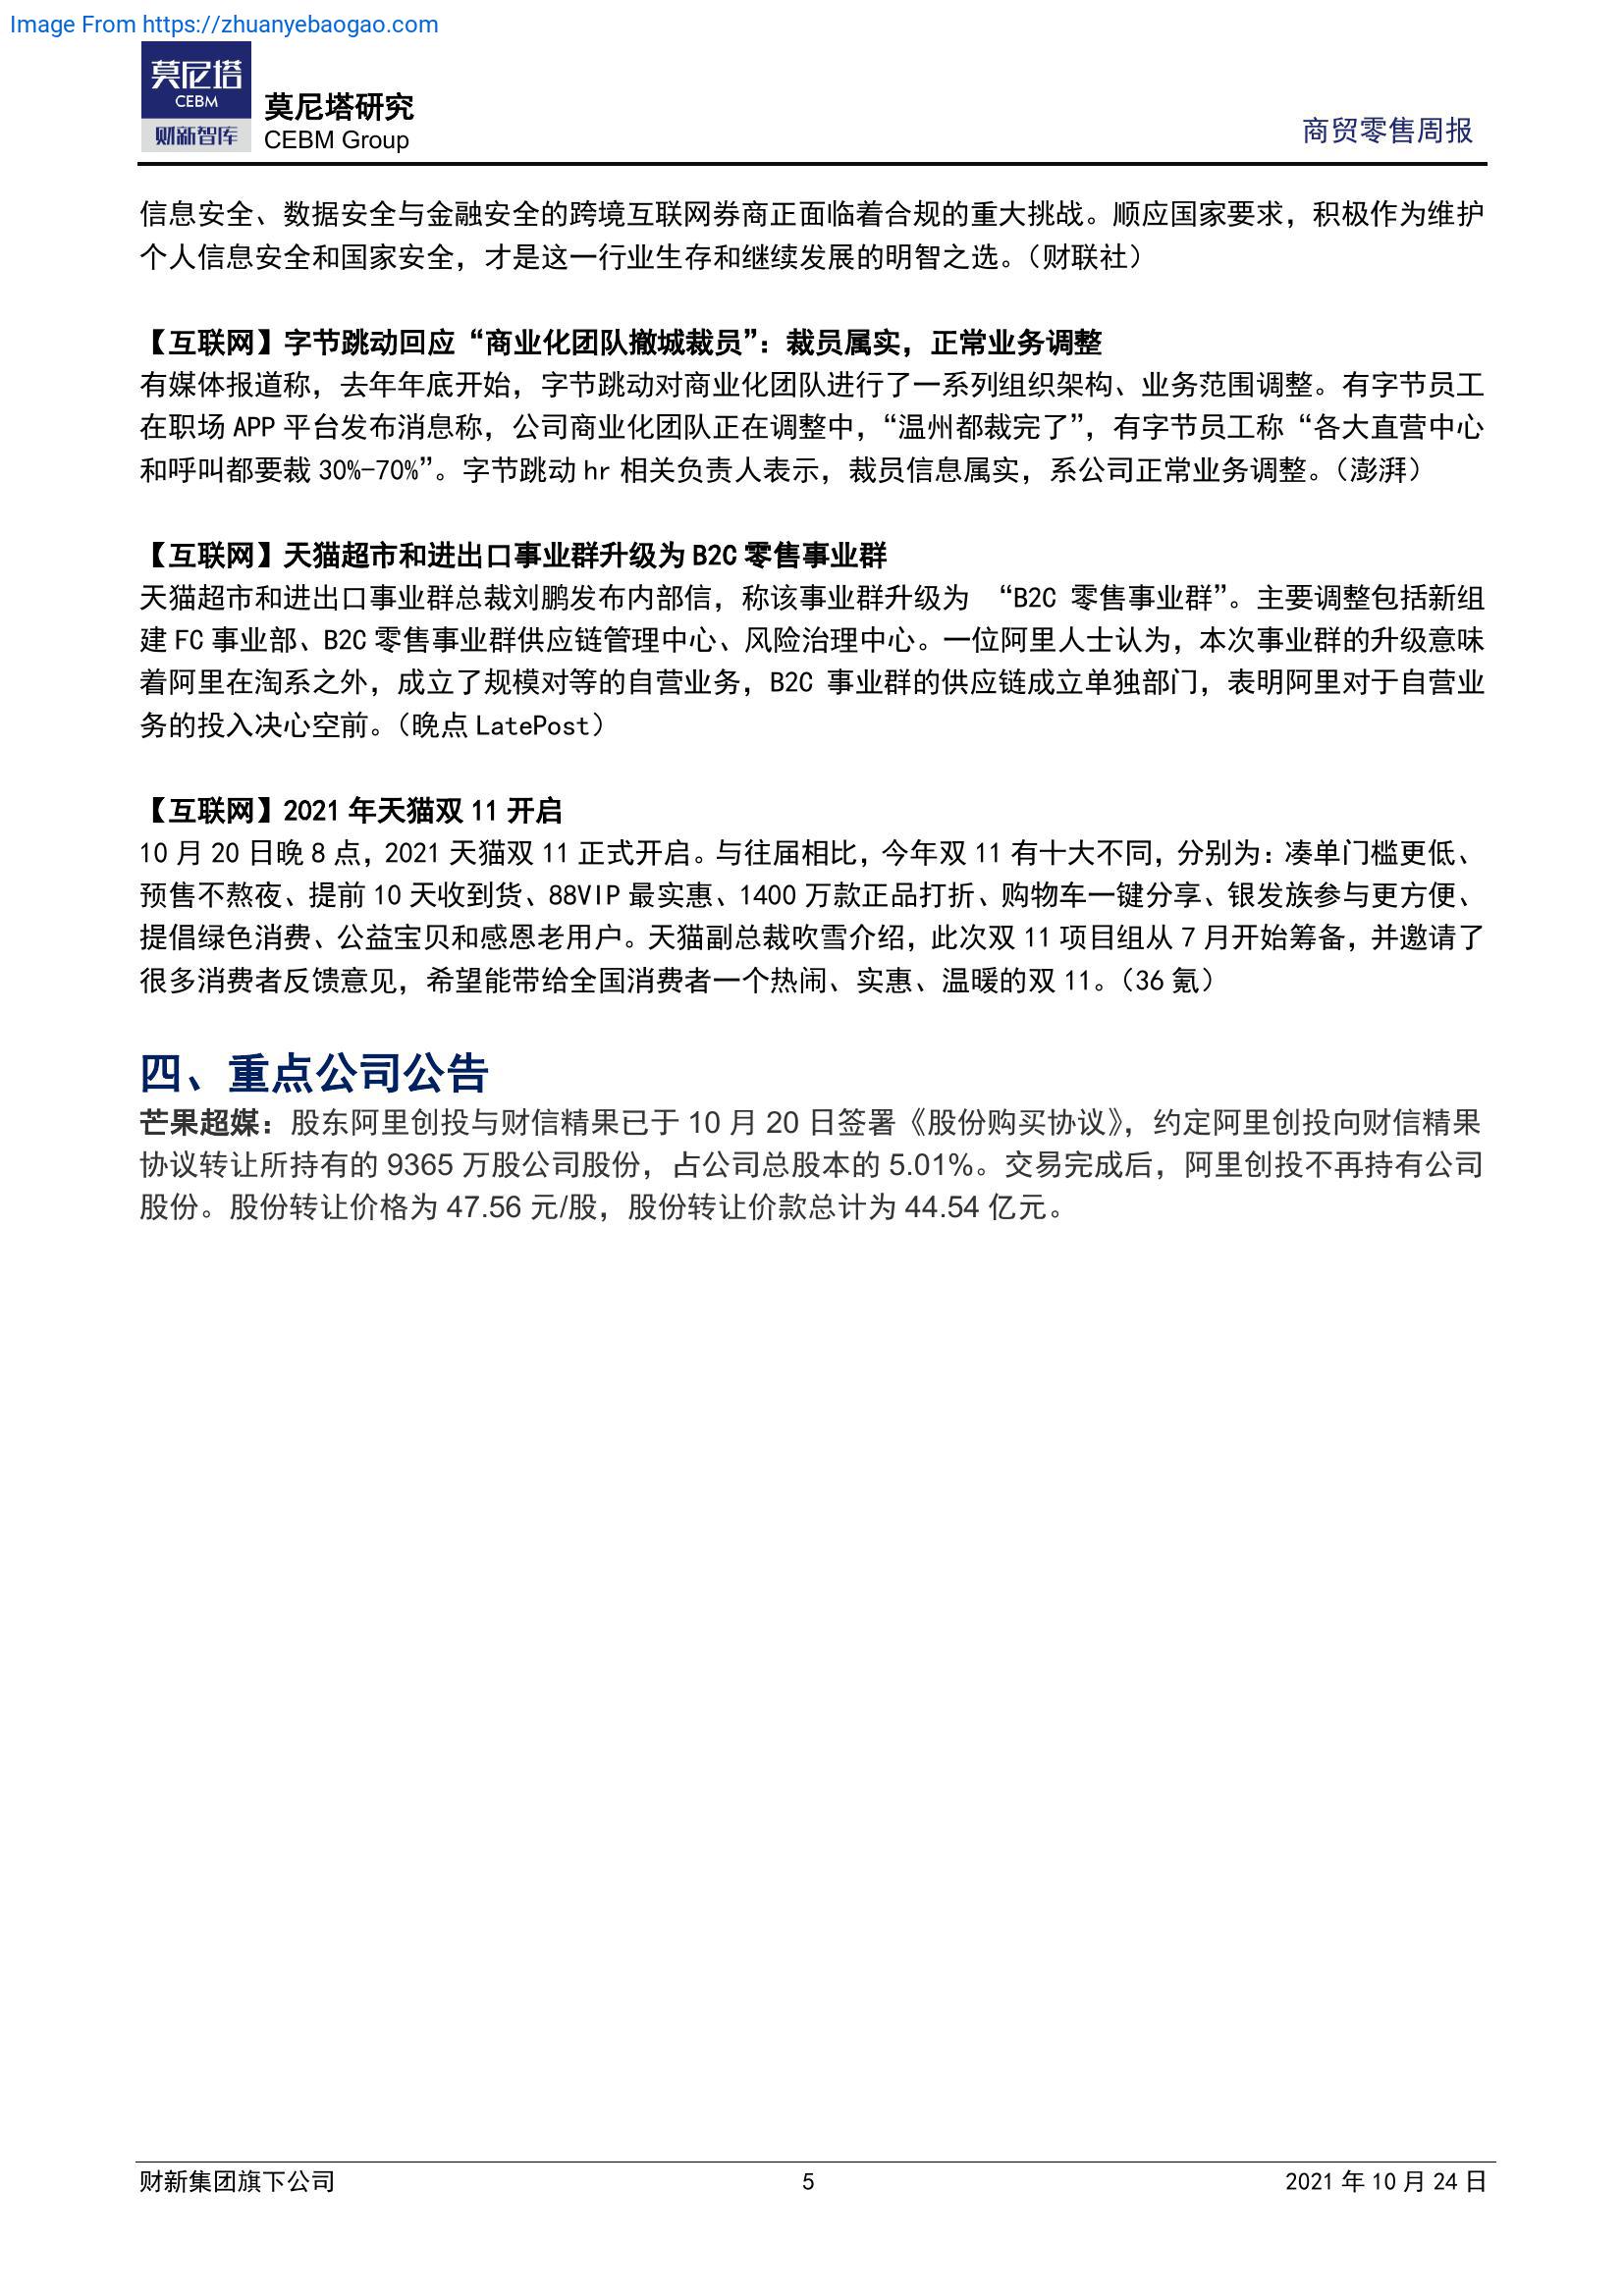 Image From https://zhuanyebaogao.com
莫尼塔
CEBM
财新智库
莫尼塔研究
CEBM Group
商贸零售周报
信息安全、数据安全与金融安全的跨境互联网券商正面临着合规的重大挑战。顺应国家要求，积极作为维护
个人信息安全和国家安全，才是这一行业生存和继续发展的明智之选。（财联社）
【互联网】字节跳动回应“商业化团队撤城裁员”：裁员属实，正常业务调整
有媒体报道称，去年年底开始，字节跳动对商业化团队进行了一系列组织架构、业务范围调整。有字节员工
在职场 APP 平台发布消息称，公司商业化团队正在调整中，“温州都裁完了”，有字节员工称“各大直营中心
和呼叫都要裁 30%-70%”。字节跳动 hr 相关负责人表示，裁员信息属实，系公司正常业务调整。（澎湃）
【互联网】天猫超市和进出口事业群升级为 B2C 零售事业群
天猫超市和进出口事业群总裁刘鹏发布内部信，称该事业群升级为 “B2C 零售事业群”。主要调整包括新组
建 FC 事业部、B2C 零售事业群供应链管理中心、风险治理中心。一位阿里人士认为，本次事业群的升级意味
着阿里在淘系之外，成立了规模对等的自营业务，B2C 事业群的供应链成立单独部门，表明阿里对于自营业
务的投入决心空前。（晚点 LatePost）
【互联网】2021 年天猫双 11 开启
10 月 20 日晚 8 点，2021 天猫双 11 正式开启。与往届相比，今年双 11 有十大不同，分别为：凑单门槛更低、
预售不熬夜、提前 10 天收到货、88VIP 最实惠、1400 万款正品打折、购物车一键分享、银发族参与更方便、
提倡绿色消费、公益宝贝和感恩老用户。天猫副总裁吹雪介绍，此次双 11 项目组从 7 月开始筹备，并邀请了
很多消费者反馈意见，希望能带给全国消费者一个热闹、实惠、温暖的双 11。（36 氪）
四、重点公司公告
芒果超媒：股东阿里创投与财信精果已于 10 月 20 日签署《股份购买协议》，约定阿里创投向财信精果
协议转让所持有的 9365 万股公司股份，占公司总股本的 5.01%。交易完成后，阿里创投不再持有公司
股份。股份转让价格为 47.56 元/股，股份转让价款总计为 44.54 亿元。
财新集团旗下公司
5
2021 年 10 月 24 日